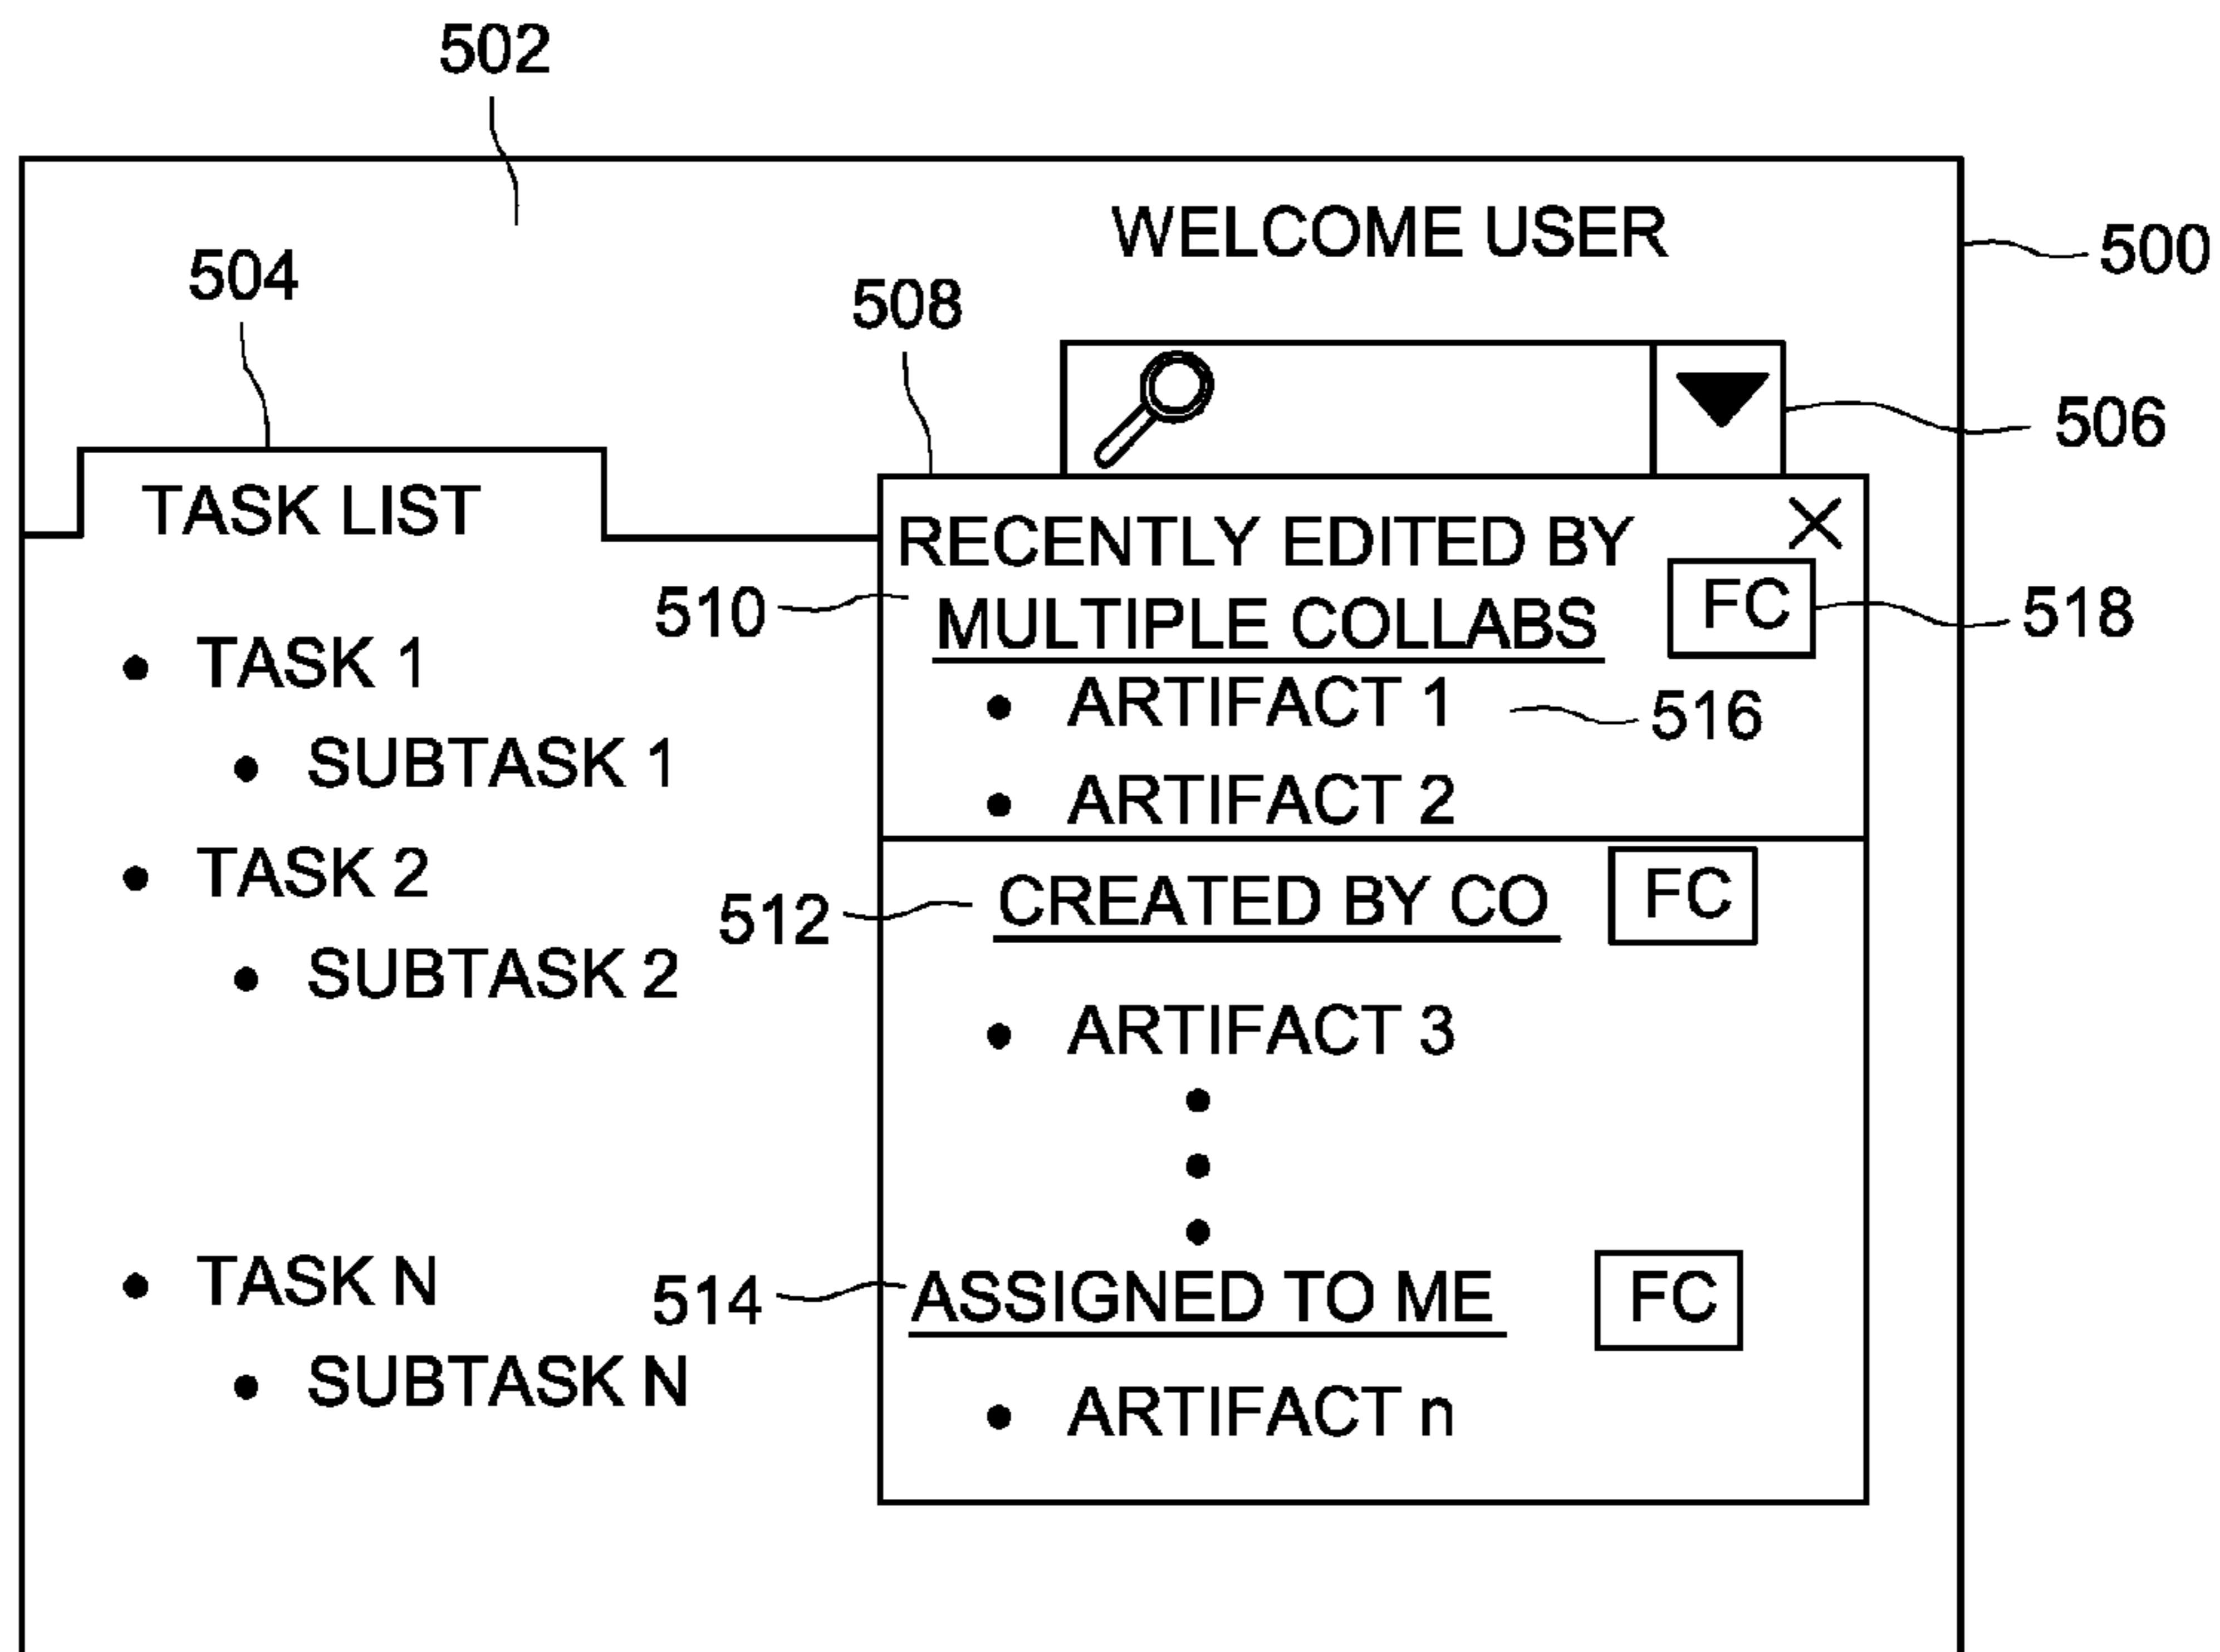 502
WELCOME USER
500
504
508
506
TASK LIST
RECENTLY EDITED BY
MULTIPLE COLLABS
FC
510
518
TASK 1
ARTIFACT 1
516
SUBTASK 1
ARTIFACT 2
TASK 2
CREATED BY CO
FC
512
SUBTASK 2
ARTIFACT 3
TASK N
ASSIGNED TO ME
FC
514
SUBTASK N
ARTIFACT n